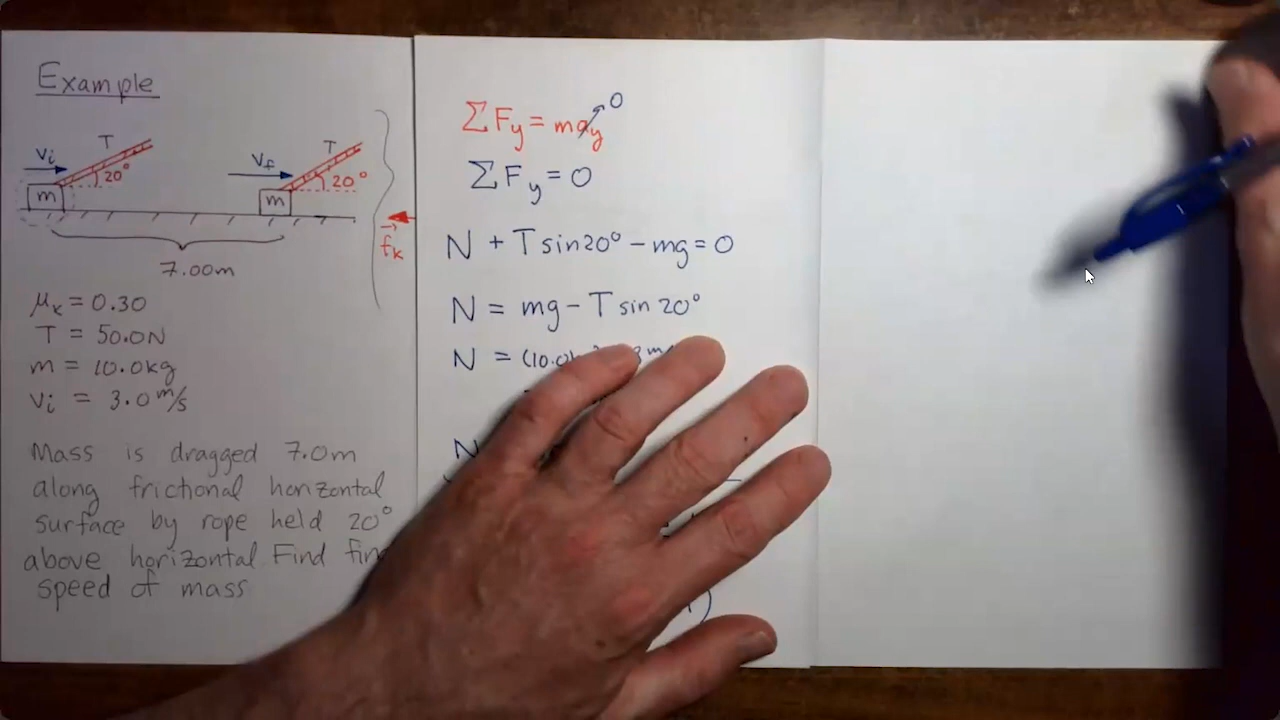 Example
T
T
Vi
Vf
20°
20°
m
m
7.00m
fk
μk = 0.30
T = 50.0N
m = 10.0kg
vi = 3.0 m/s
Mass is dragged 7.0m
along frictional horizontal
surface by rope held 20°
above horizontal Find
speed of mass
ΣFy = may 0
ΣFy = 0
N + T sin20° - mg = 0
N = mg - T sin 20°
N =
N